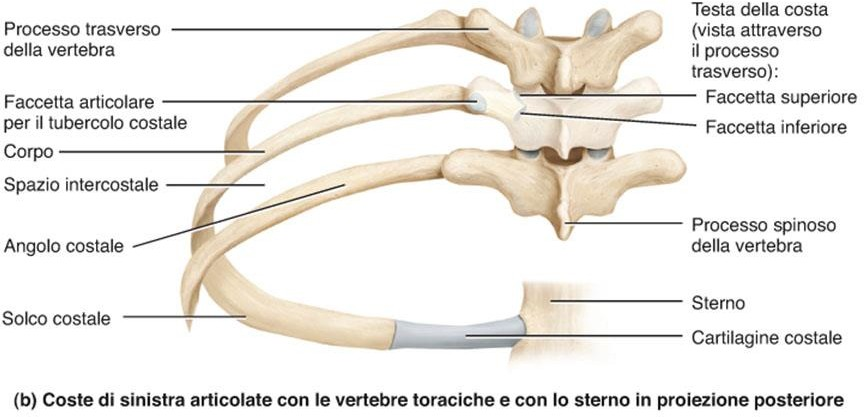 Processo trasverso
della vertebra
Faccetta articolare
per il tubercolo costale
Corpo
Spazio intercostale
Angolo costale
Solco costale
Testa della costa
(vista attraverso
il processo
trasverso):
Faccetta superiore
Faccetta inferiore
Processo spinoso
della vertebra
Sterno
Cartilagine costale
(b) Coste di sinistra articolate con le vertebre toraciche e con lo sterno in proiezione posteriore